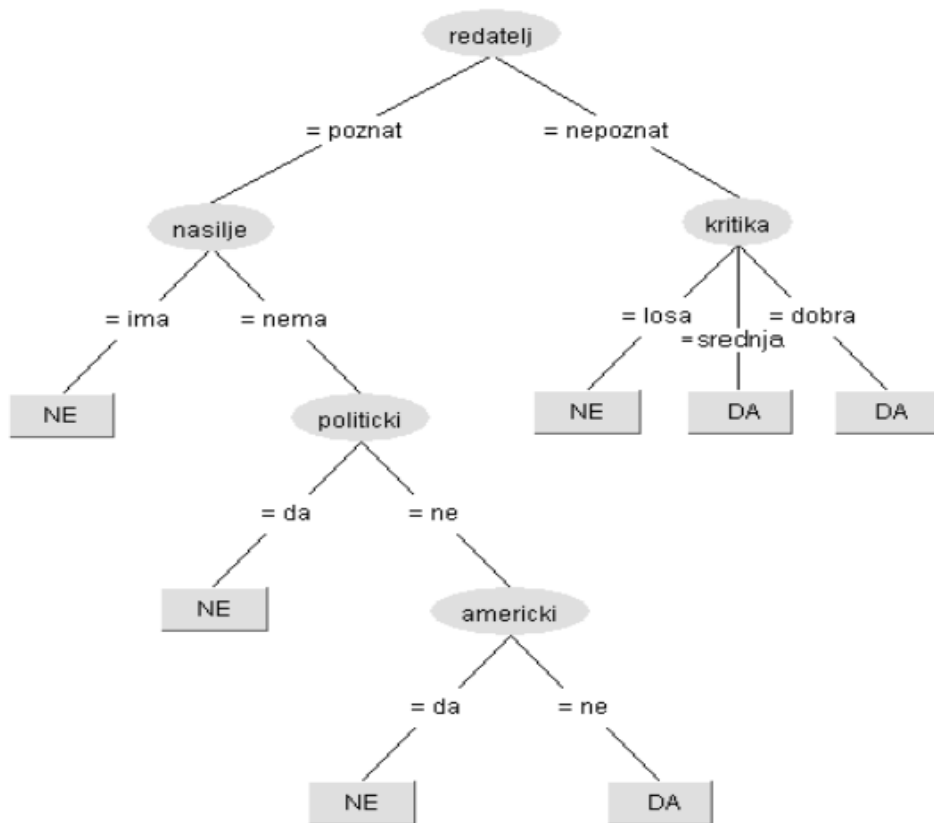 redatelj
= poznat
= nepoznat
nasilje
kritika
= ima
= nema
= losa
=srednja
= dobra
NE
politicki
NE
DA
DA
= da
= ne
NE
americki
= da
= ne
NE
DA